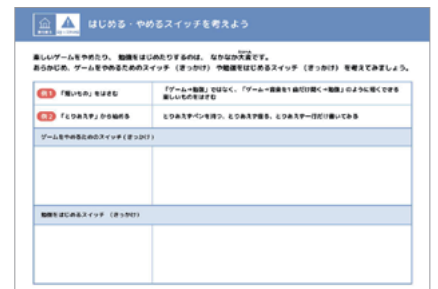 はじめる・やめるスイッチを考えよう
楽しいゲームをやめたり、勉強をはじめたりするのは、なかなか大変です。
あらかじめ、ゲームをやめるためのスイッチ（きっかけ）や勉強をはじめるスイッチ（きっかけ）を考えてみましょう。
例1 「軽いもの」をはさむ
「ゲーム→勉強」ではなく、「ゲーム→音楽を1曲だけ聞く→勉強」のように軽くできる
楽しいものをはさむ
例2 「とりあえず」から始める
とりあえずペンを持つ、とりあえず座る、とりあえず一行だけ書いてみる
ゲームをやめるためのスイッチ（きっかけ）
勉強をはじめるスイッチ （きっかけ）